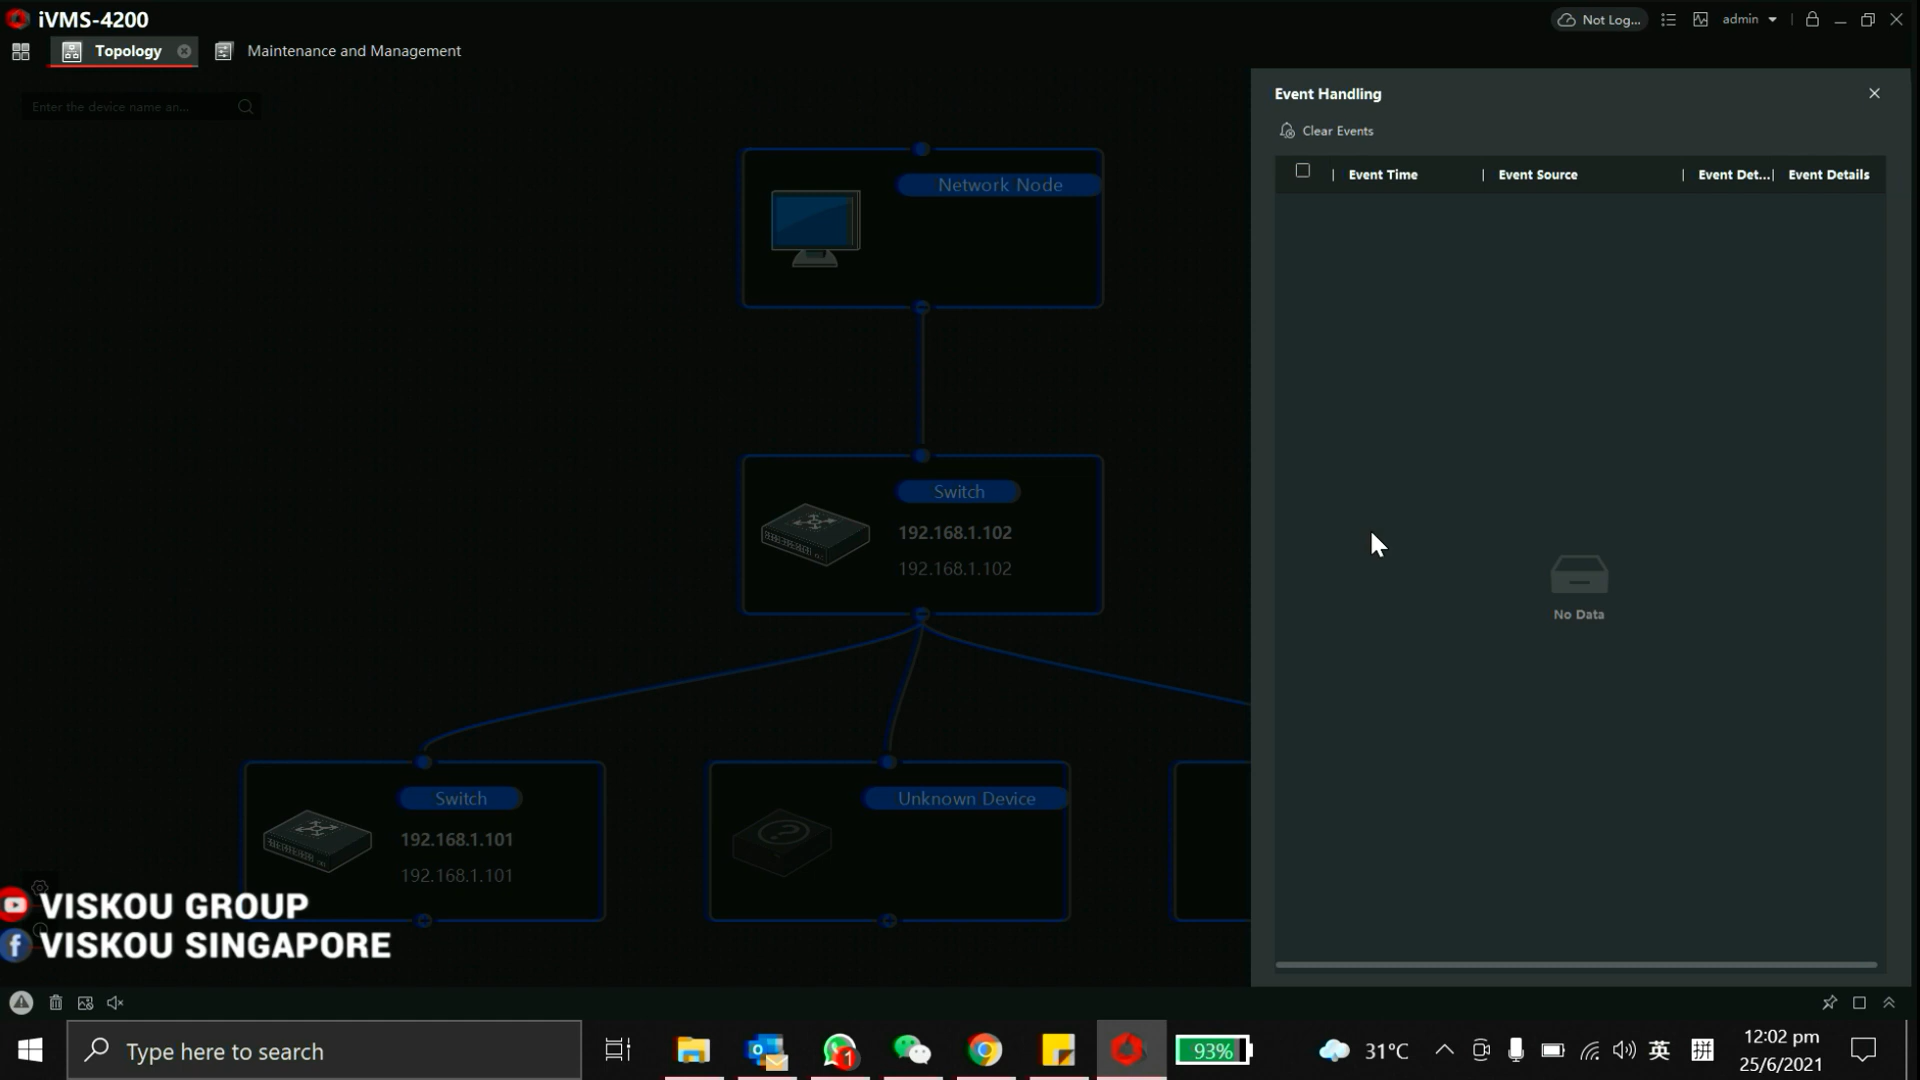 iVMS-4200
Not Log...
admin
Topology
Maintenance and Management
Enter the device name an...
Event Handling
Clear Events
Event Time
Event Source
Event Det...
Event Details
No Data
Network Node
Switch
192.168.1.102
192.168.1.102
Switch
192.168.1.101
192.168.1.101
Unknown Device
VISKOU GROUP
VISKOU SINGAPORE
Type here to search
1
93%
31°C
英
拼
12:02 pm
25/6/2021